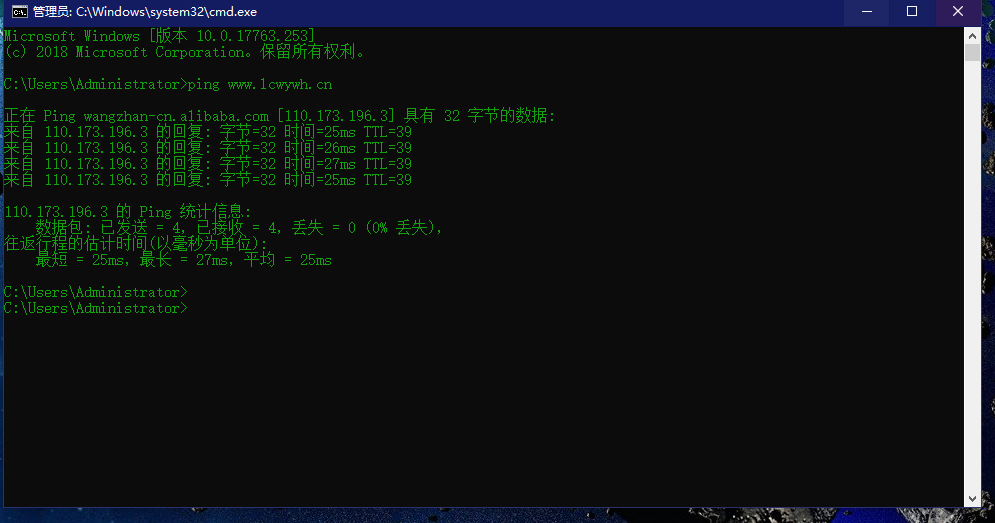 管理员: C:\Windows\system32\cmd.exe
Microsoft Windows [版本 10.0.17763.253]
(c) 2018 Microsoft Corporation。保留所有权利。
C:\Users\Administrator>ping www.lcwywh.cn
正在 Ping wangzhan-cn.alibaba.com [110.173.196.3] 具有 32 字节的数据:
来自 110.173.196.3 的回复: 字节=32 时间=25ms TTL=39
来自 110.173.196.3 的回复: 字节=32 时间=26ms TTL=39
来自 110.173.196.3 的回复: 字节=32 时间=27ms TTL=39
来自 110.173.196.3 的回复: 字节=32 时间=25ms TTL=39
110.173.196.3 的 Ping 统计信息:
数据包: 已发送 = 4, 已接收 = 4, 丢失 = 0 (0% 丢失),
往返行程的估计时间(以毫秒为单位):
最短 = 25ms, 最长 = 27ms, 平均 = 25ms
C:\Users\Administrator>
C:\Users\Administrator>